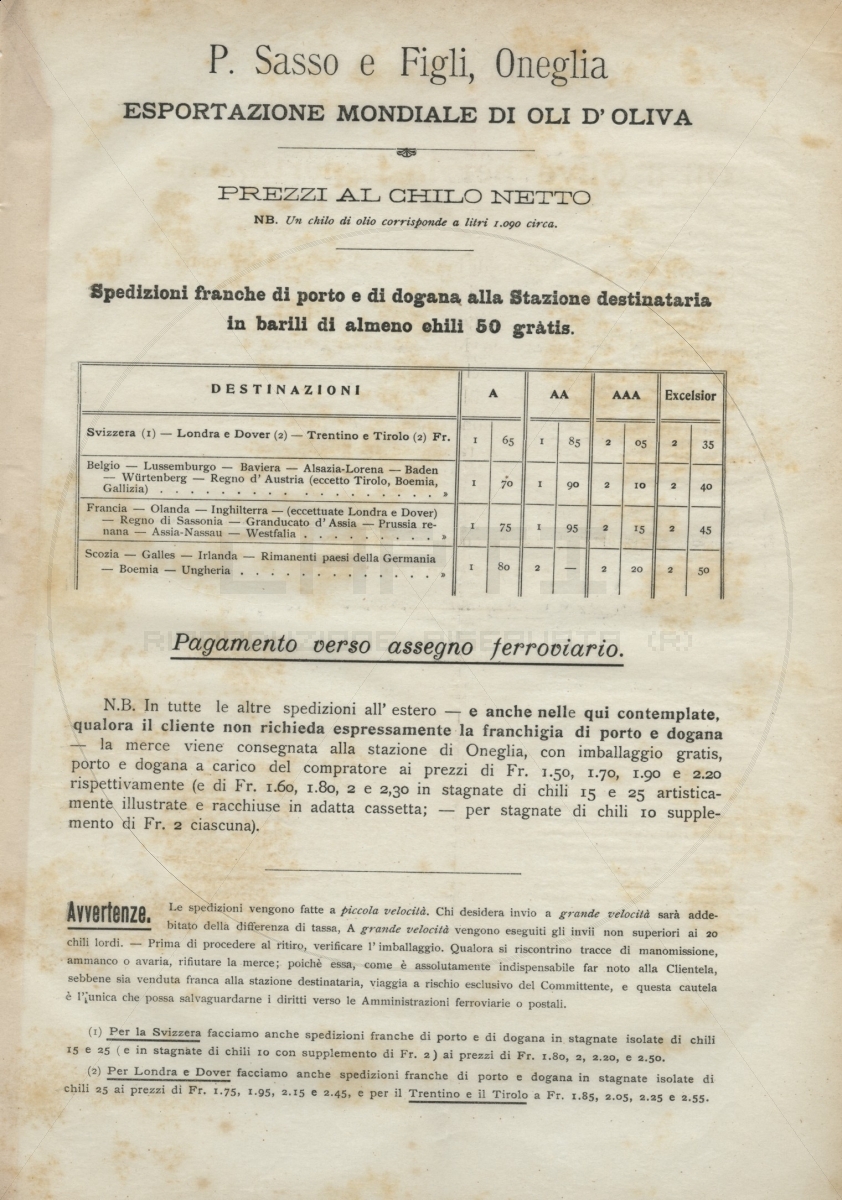 P. Sasso e Figli, Oneglia
ESPORTAZIONE MONDIALE DI OLI D'OLIVA
PREZZI AL CHILO NETTO
NB. Un chilo di olio corrisponde a litri 1.090 circa.
Spedizioni franche di porto e di dogana alla Stazione destinataria
in barili di almeno chili 50 gràtis.
DESTINAZIONI A AA AAA Excelsior
Svizzera (1) — Londra e Dover (2) — Trentino e Tirolo (2) Fr. 1 65 1 85 2 05 2 35
Belgio — Lussemburgo — Baviera — Alsazia-Lorena — Baden
— Würtenberg — Regno d' Austria (eccetto Tirolo, Boemia,
Gallizia) . . . . . . . . . . . . . . . . . » 1 70 1 90 2 10 2 40
Francia — Olanda — Inghilterra — (eccettuate Londra e Dover)
— Regno di Sassonia — Granducato d' Assia — Prussia re-
nana — Assia-Nassau — Westfalia . . . . . . . . . » 1 75 1 95 2 15 2 45
Scozia — Galles — Irlanda — Rimanenti paesi della Germania
— Boemia — Ungheria . . . . . . . . . . . . . » 1 80 2 — 2 20 2 50
Pagamento verso assegno ferroviario.
N.B. In tutte le altre spedizioni all' estero — e anche nelle qui contemplate,
qualora il cliente non richieda espressamente la franchigia di porto e dogana
— la merce viene consegnata alla stazione di Oneglia, con imballaggio gratis,
porto e dogana a carico del compratore ai prezzi di Fr. 1.50, 1.70, 1.90 e 2.20
rispettivamente (e di Fr. 1.60, 1.80, 2 e 2,30 in stagnate di chili 15 e 25 artistica-
mente illustrate e racchiuse in adatta cassetta; — per stagnate di chili 10 supple-
mento di Fr. 2 ciascuna).
Avvertenze. Le spedizioni vengono fatte a piccola velocità. Chi desidera invio a grande velocità sarà adde-
bitato della differenza di tassa, A grande velocità vengono eseguiti gli invii non superiori ai 20
chili lordi. — Prima di procedere al ritiro, verificare l' imballaggio. Qualora si riscontrino tracce di manomissione,
ammanco o avaria, rifiutare la merce; poichè essa, come è assolutamente indispensabile far noto alla Clientela,
sebbene sia venduta franca alla stazione destinataria, viaggia a rischio esclusivo del Committente, e questa cautela
è l'unica che possa salvaguardarne i diritti verso le Amministrazioni ferroviarie o postali.
(1) Per la Svizzera facciamo anche spedizioni franche di porto e di dogana in stagnate isolate di chili
15 e 25 (e in stagnate di chili 10 con supplemento di Fr. 2) ai prezzi di Fr. 1.80, 2, 2.20, e 2.50.
(2) Per Londra e Dover facciamo anche spedizioni franche di porto e dogana in stagnate isolate di
chili 25 ai prezzi di Fr. 1.75, 1.95, 2.15 e 2.45, e per il Trentino e il Tirolo a Fr. 1.85, 2.05, 2.25 e 2.55.